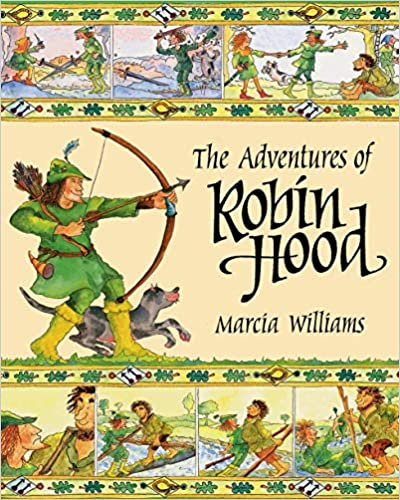 The Adventures of
Robin
Hood
Marcia Williams